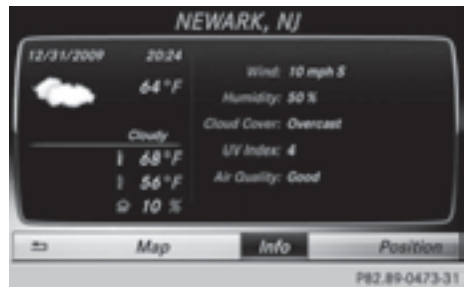 NEWARK, NJ
12/31/2009 20:24
64°F
Cloudy
68°F
56°F
10 %
Wind: 10 mph S
Humidity: 50 %
Cloud Cover: Overcast
UV Index: 4
Air Quality: Good
Map Info Position
P82.89-0473-31